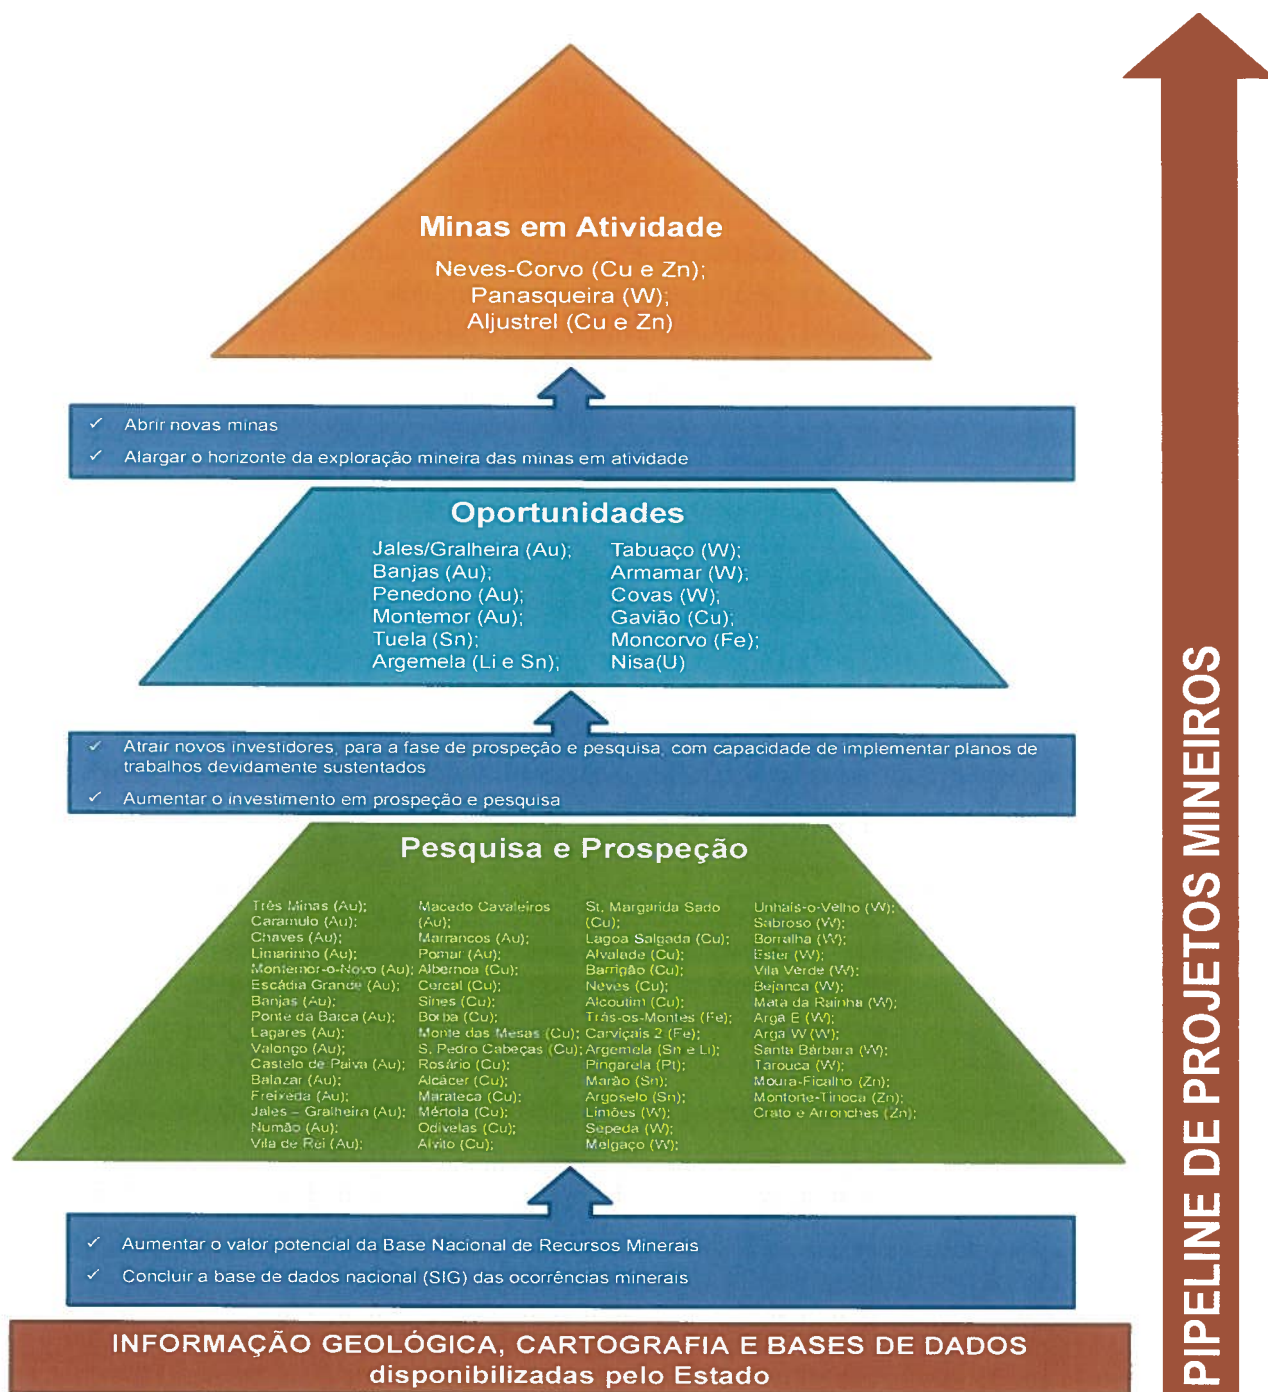 Minas em Atividade
Neves-Corvo (Cu e Zn);
Panasqueira (W);
Aljustrel (Cu e Zn)
✓ Abrir novas minas
✓ Alargar o horizonte da exploração mineira das minas em atividade
Oportunidades
Jales/Gralheira (Au);
Banjas (Au);
Penedono (Au);
Montemor (Au);
Tuela (Sn);
Argemela (Li e Sn);
Tabuaço (W);
Armamar (W);
Covas (W);
Gavião (Cu);
Moncorvo (Fe);
Nisa(U)
✓ Atrair novos investidores, para a fase de prospeção e pesquisa, com capacidade de implementar planos de
trabalhos devidamente sustentados
✓ Aumentar o investimento em prospeção e pesquisa
Pesquisa e Prospeção
Três Minas (Au);
Caramulo (Au);
Chaves (Au);
Limarinho (Au);
Montemor-o-Novo (Au);
Escádia Grande (Au);
Banjas (Au);
Ponte da Barca (Au);
Lagares (Au);
Valongo (Au);
Castelo de Paiva (Au);
Balazar (Au);
Freixeda (Au);
Jales – Gralheira (Au);
Numão (Au);
Vila de Rei (Au);
Macedo Cavaleiros
(Au);
Marrancos (Au);
Pomar (Au);
Albernoa (Cu);
Cercal (Cu);
Sines (Cu);
Borba (Cu);
Monte das Mesas (Cu);
S. Pedro Cabeças (Cu);
Rosário (Cu);
Alcácer (Cu);
Marateca (Cu);
Mértola (Cu);
Odivelas (Cu);
Alvito (Cu);
St. Margarida Sado
(Cu);
Lagoa Salgada (Cu);
Alvalade (Cu);
Barrigão (Cu);
Neves (Cu);
Alcoutim (Cu);
Trás-os-Montes (Fe);
Carviçais 2 (Fe);
Argemela (Sn e Li);
Pingarela (Pt);
Marão (Sn);
Argoselo (Sn);
Limões (W);
Sepeda (W);
Melgaço (W);
Unhais-o-Velho (W);
Sabroso (W);
Borralha (W);
Ester (W);
Vila Verde (W);
Bejanca (W);
Mata da Rainha (W);
Arga E (W);
Arga W (W);
Santa Bárbara (W);
Tarouca (W);
Moura-Ficalho (Zn);
Monforte-Tinoca (Zn);
Crato e Arronches (Zn);
✓ Aumentar o valor potencial da Base Nacional de Recursos Minerais
✓ Concluir a base de dados nacional (SIG) das ocorrências minerais
INFORMAÇÃO GEOLÓGICA, CARTOGRAFIA E BASES DE DADOS
disponibilizadas pelo Estado
PIPELINE DE PROJETOS MINEIROS